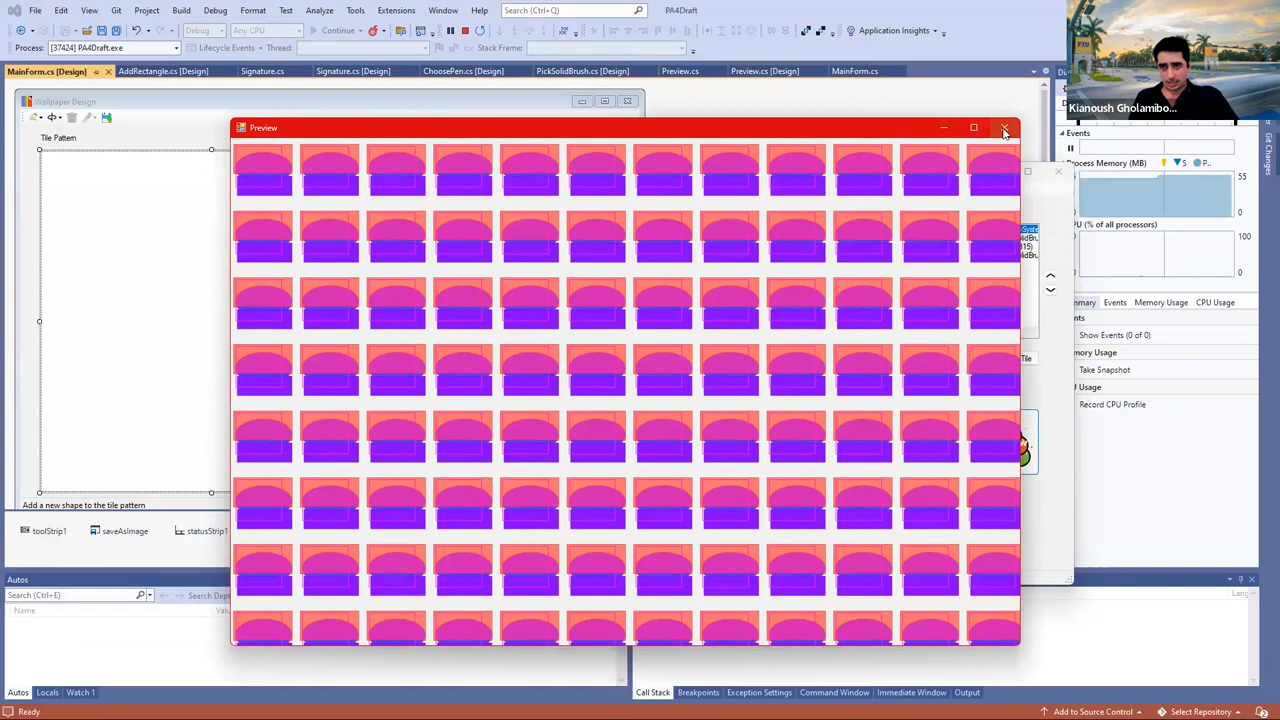 File Edit View Git Project Build Debug Format Test Analyze Tools Extensions Window Help Search (Ctrl+Q) PA4Draft
Debug Any CPU Continue Application Insights
Process: [37424] PA4Draft.exe Lifecycle Events Thread: Stack Frame:
MainForm.cs [Design] AddRectangle.cs [Design] Signature.cs Signature.cs [Design] ChoosePen.cs [Design] PickSolidBrush.cs [Design] Preview.cs Preview.cs [Design] MainForm.cs
Kianoush Gholamibo...
Wallpaper Design
Tile Pattern
Preview
Events
Process Memory (MB) S P..
55
0 0
(% of all processors)
100
0 0
Events Memory Usage CPU Usage
Show Events (0 of 0)
Take Snapshot
Record CPU Profile
Tile
Git Changes
Add a new shape to the tile pattern
toolStrip1 saveAsImage statusStrip1
Autos
Search (Ctrl+E)
Name
Autos Locals Watch 1
Call Stack Breakpoints Exception Settings Command Window Immediate Window Output
Ready Add to Source Control Select Repository 2